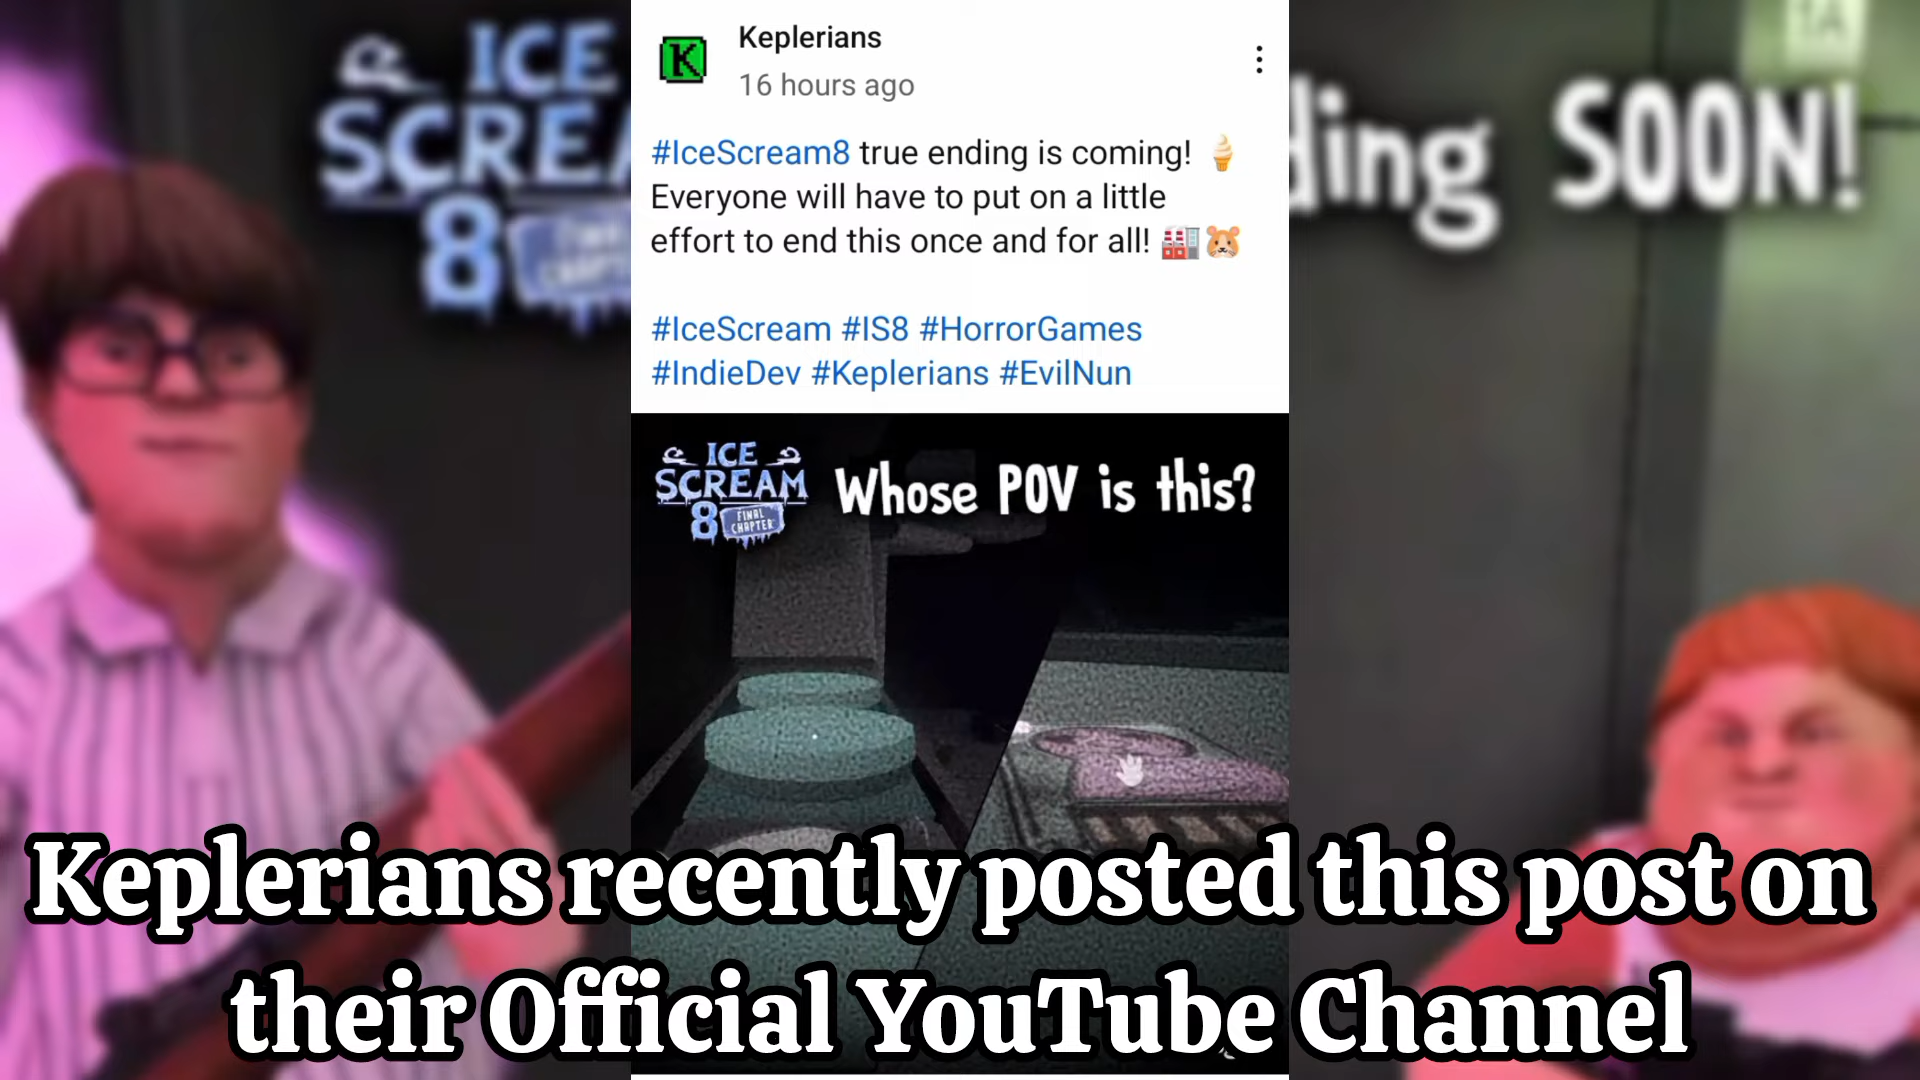 Keplerians
16 hours ago
#IceScream8 true ending is coming! 🍦
Everyone will have to put on a little
effort to end this once and for all! 🏭🐹
#IceScream #IS8 #HorrorGames
#IndieDev #Keplerians #EvilNun
ICE
SCREAM
8 FINAL
CHAPTER
Whose POV is this?
ICE
SCREA
8
ding SOON!
Keplerians recently posted this post on
their Official YouTube Channel